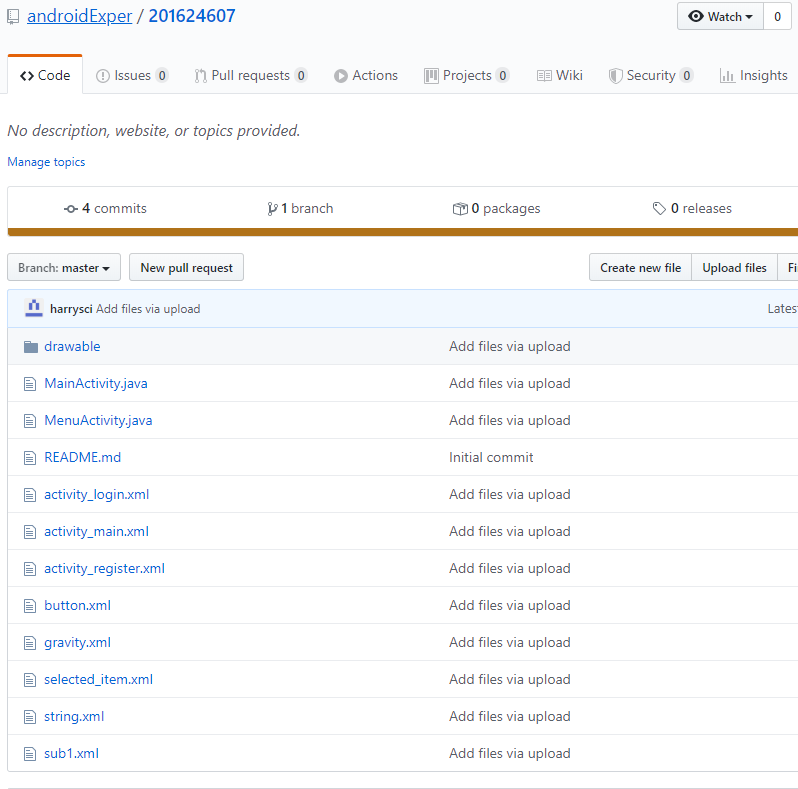 androidExper / 201624607
Watch 0
Code Issues 0 Pull requests 0 Actions Projects 0 Wiki Security 0 Insights
No description, website, or topics provided.
Manage topics
4 commits 1 branch 0 packages 0 releases
Branch: master New pull request Create new file Upload files Fi
harrysci Add files via upload Lates
drawable Add files via upload
MainActivity.java Add files via upload
MenuActivity.java Add files via upload
README.md Initial commit
activity_login.xml Add files via upload
activity_main.xml Add files via upload
activity_register.xml Add files via upload
button.xml Add files via upload
gravity.xml Add files via upload
selected_item.xml Add files via upload
string.xml Add files via upload
sub1.xml Add files via upload